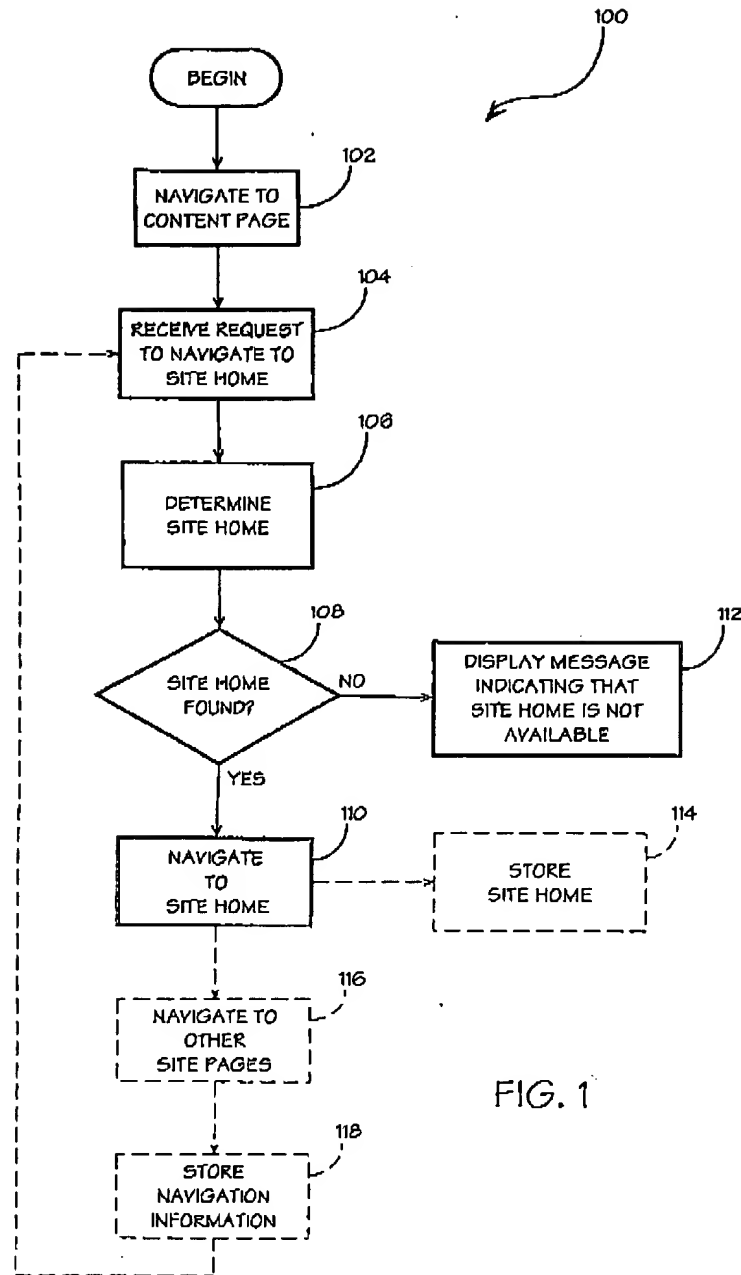 100
BEGIN
102
NAVIGATE TO
CONTENT PAGE
104
RECEIVE REQUEST
TO NAVIGATE TO
SITE HOME
106
DETERMINE
SITE HOME
108
SITE HOME
FOUND?
NO
112
DISPLAY MESSAGE
INDICATING THAT
SITE HOME IS NOT
AVAILABLE
YES
110
NAVIGATE
TO
SITE HOME
114
STORE
SITE HOME
116
NAVIGATE TO
OTHER
SITE PAGES
118
STORE
NAVIGATION
INFORMATION
FIG. 1